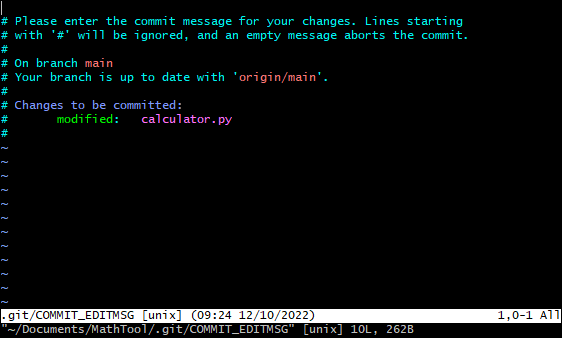 # Please enter the commit message for your changes. Lines starting
# with '#' will be ignored, and an empty message aborts the commit.
#
# On branch main
# Your branch is up to date with 'origin/main'.
#
# Changes to be committed:
#       modified:   calculator.py
#
~
~
~
~
~
~
~
~
~
~
~
~
.git/COMMIT_EDITMSG [unix] (09:24 12/10/2022) 1,0-1 All
"~/Documents/MathTool/.git/COMMIT_EDITMSG" [unix] 10L, 262B